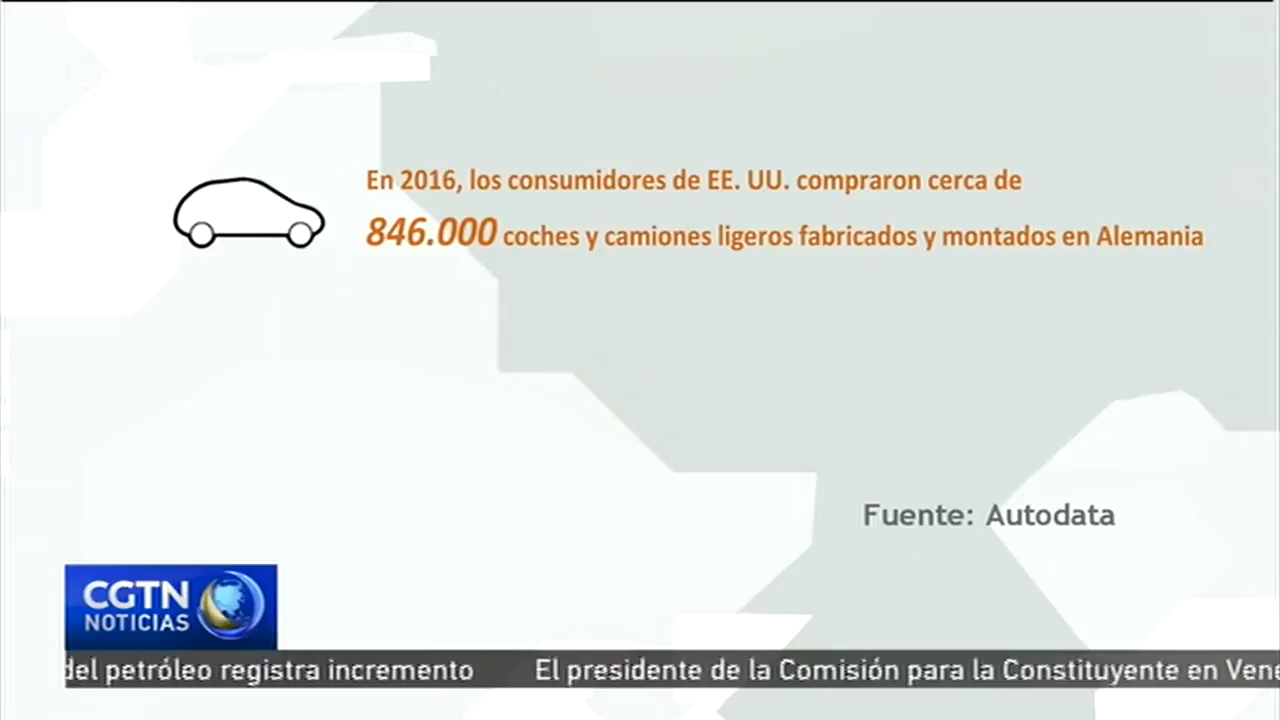 En 2016, los consumidores de EE. UU. compraron cerca de
846.000 coches y camiones ligeros fabricados y montados en Alemania
Fuente: Autodata
CGTN
NOTICIAS
del petróleo registra incremento El presidente de la Comisión para la Constituyente en Vene